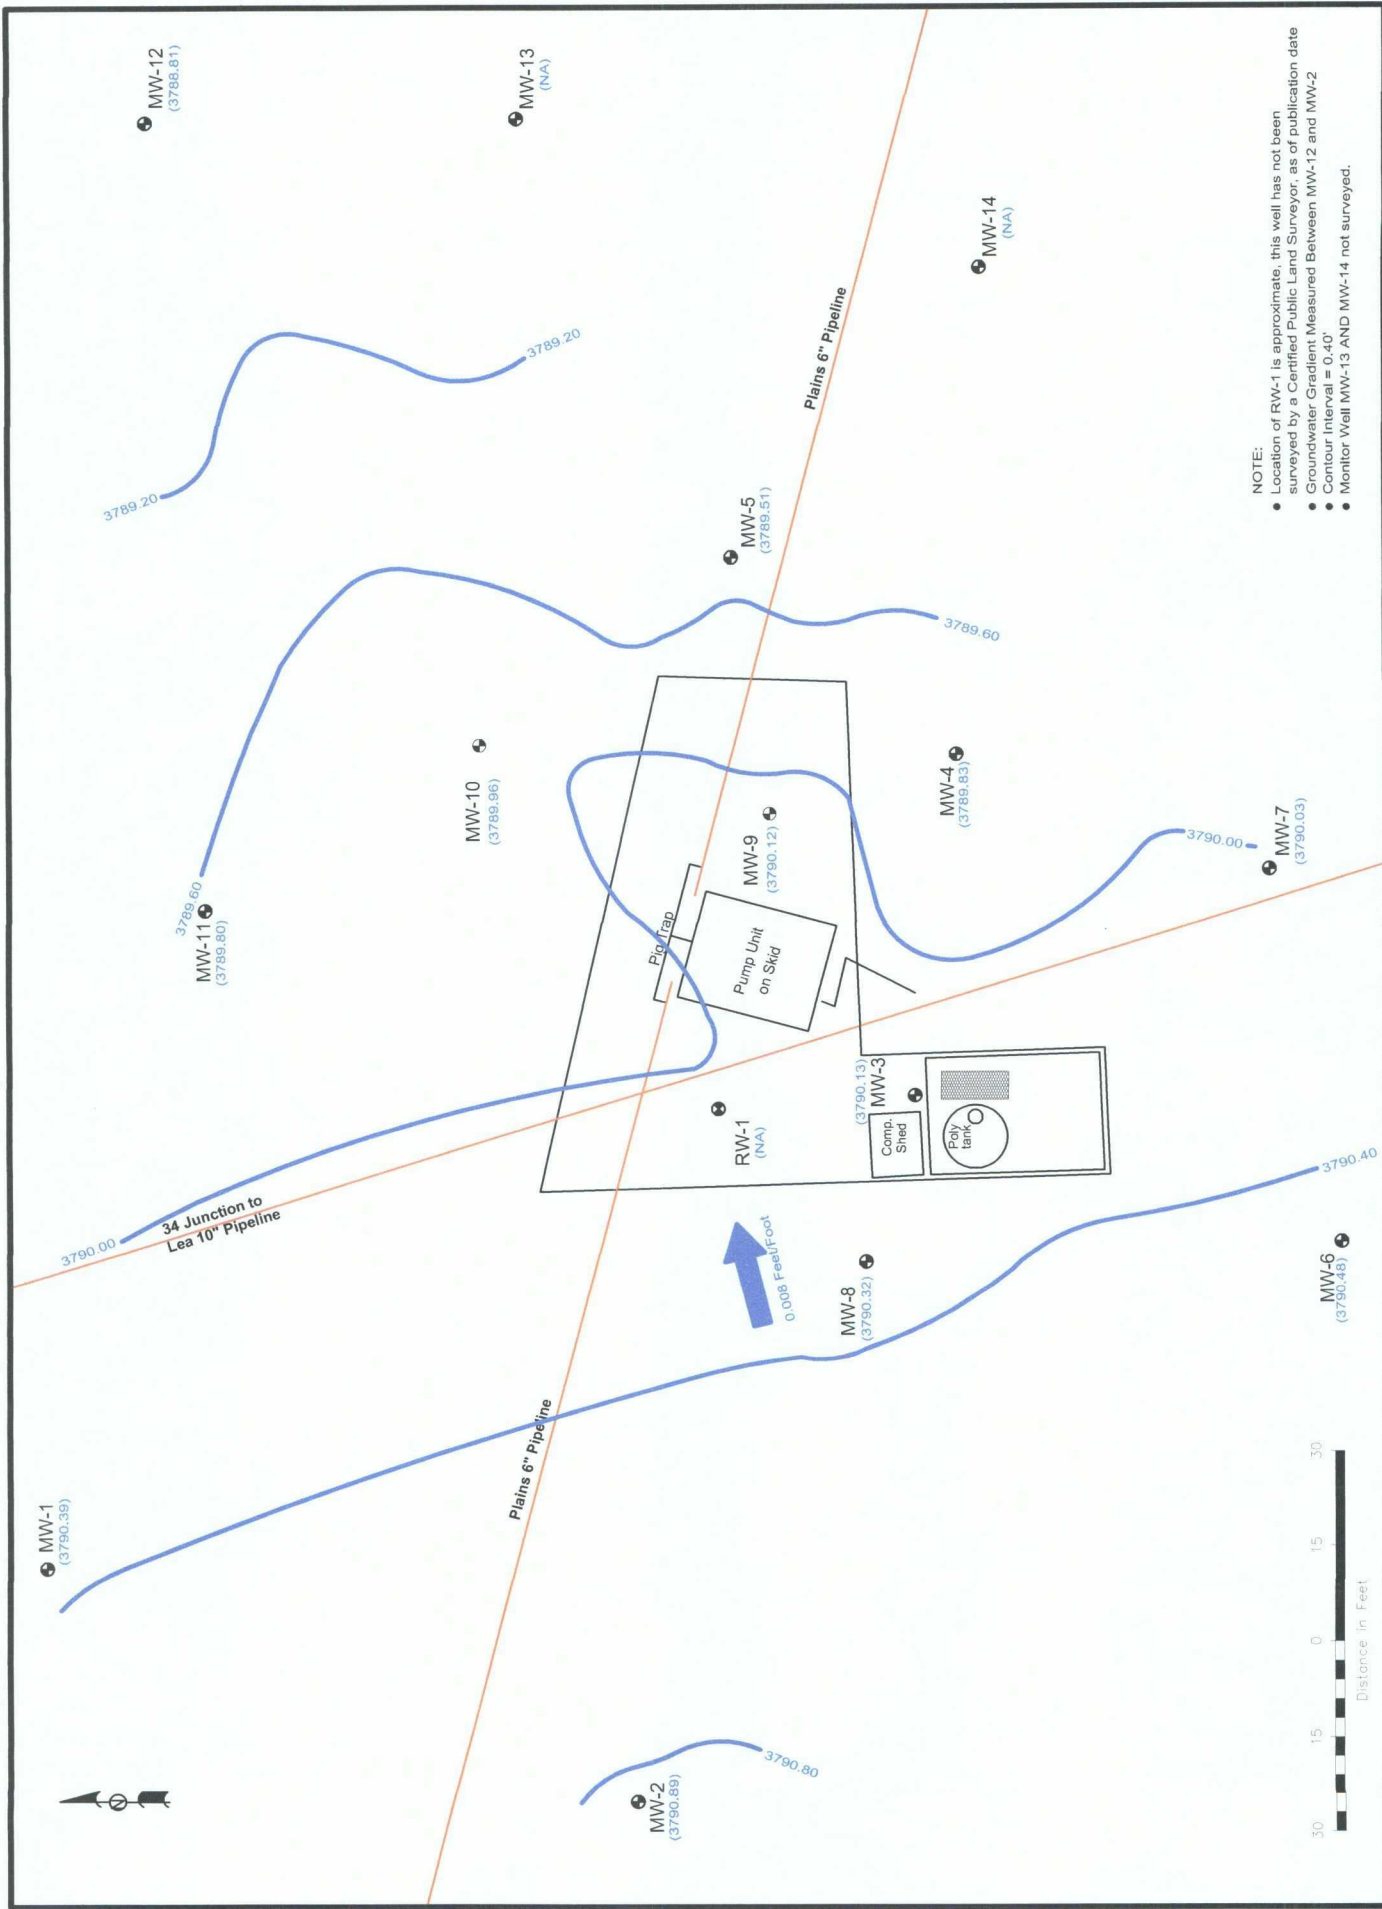 MW-1
(3790.39)
MW-12
(3788.81)
MW-13
(NA)
3790.00
34 Junction to
Lea 10" Pipeline
3789.60
MW-11
(3789.80)
3789.20
3789.20
MW-10
(3789.96)
Plains 6" Pipeline
Pig Trap
Pump Unit
on Skid
MW-9
(3790.12)
MW-5
(3789.51)
Plains 6" Pipeline
MW-14
(NA)
MW-2
(3790.89)
3790.80
0.008 Feet/Foot
RW-1
(NA)
MW-8
(3790.32)
(3790.13)
MW-3
Comp.
Shed
Poly
tank
MW-4
(3789.83)
3789.60
3790.00
MW-7
(3790.03)
3790.40
MW-6
(3790.48)
30
15
0
15
30
Distance in Feet
NOTE:
• Location of RW-1 is approximate, this well has not been
surveyed by a Certified Public Land Surveyor, as of publication date
• Groundwater Gradient Measured Between MW-12 and MW-2
• Contour Interval = 0.40'
• Monitor Well MW-13 AND MW-14 not surveyed.